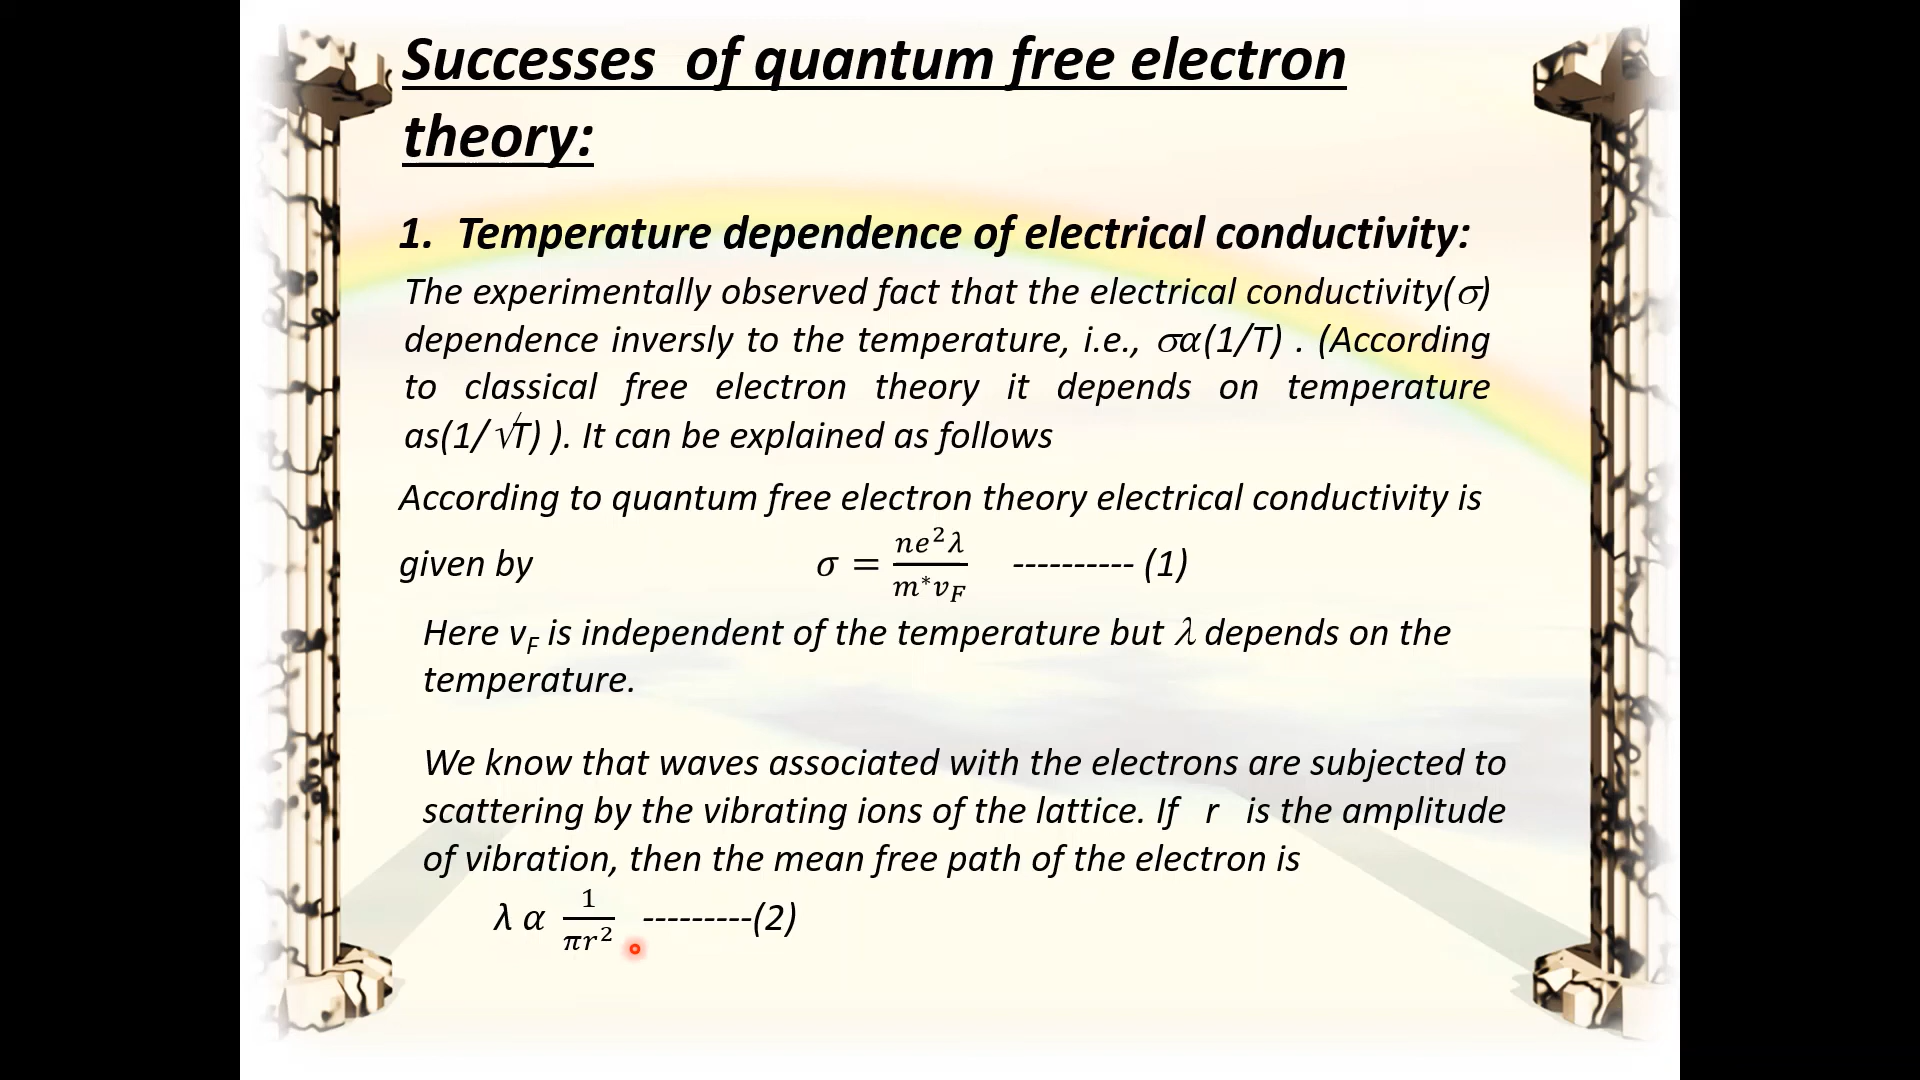 Successes of quantum free electron
theory:
1. Temperature dependence of electrical conductivity:
The experimentally observed fact that the electrical conductivity(σ)
dependence inversly to the temperature, i.e., σα(1/T) . (According
to classical free electron theory it depends on temperature
as(1/√T) ). It can be explained as follows
According to quantum free electron theory electrical conductivity is
given by σ = ne²λ/m*v_F ---------- (1)
Here v_F is independent of the temperature but λ depends on the
temperature.
We know that waves associated with the electrons are subjected to
scattering by the vibrating ions of the lattice. If r is the amplitude
of vibration, then the mean free path of the electron is
λ α 1/πr² ---------(2)